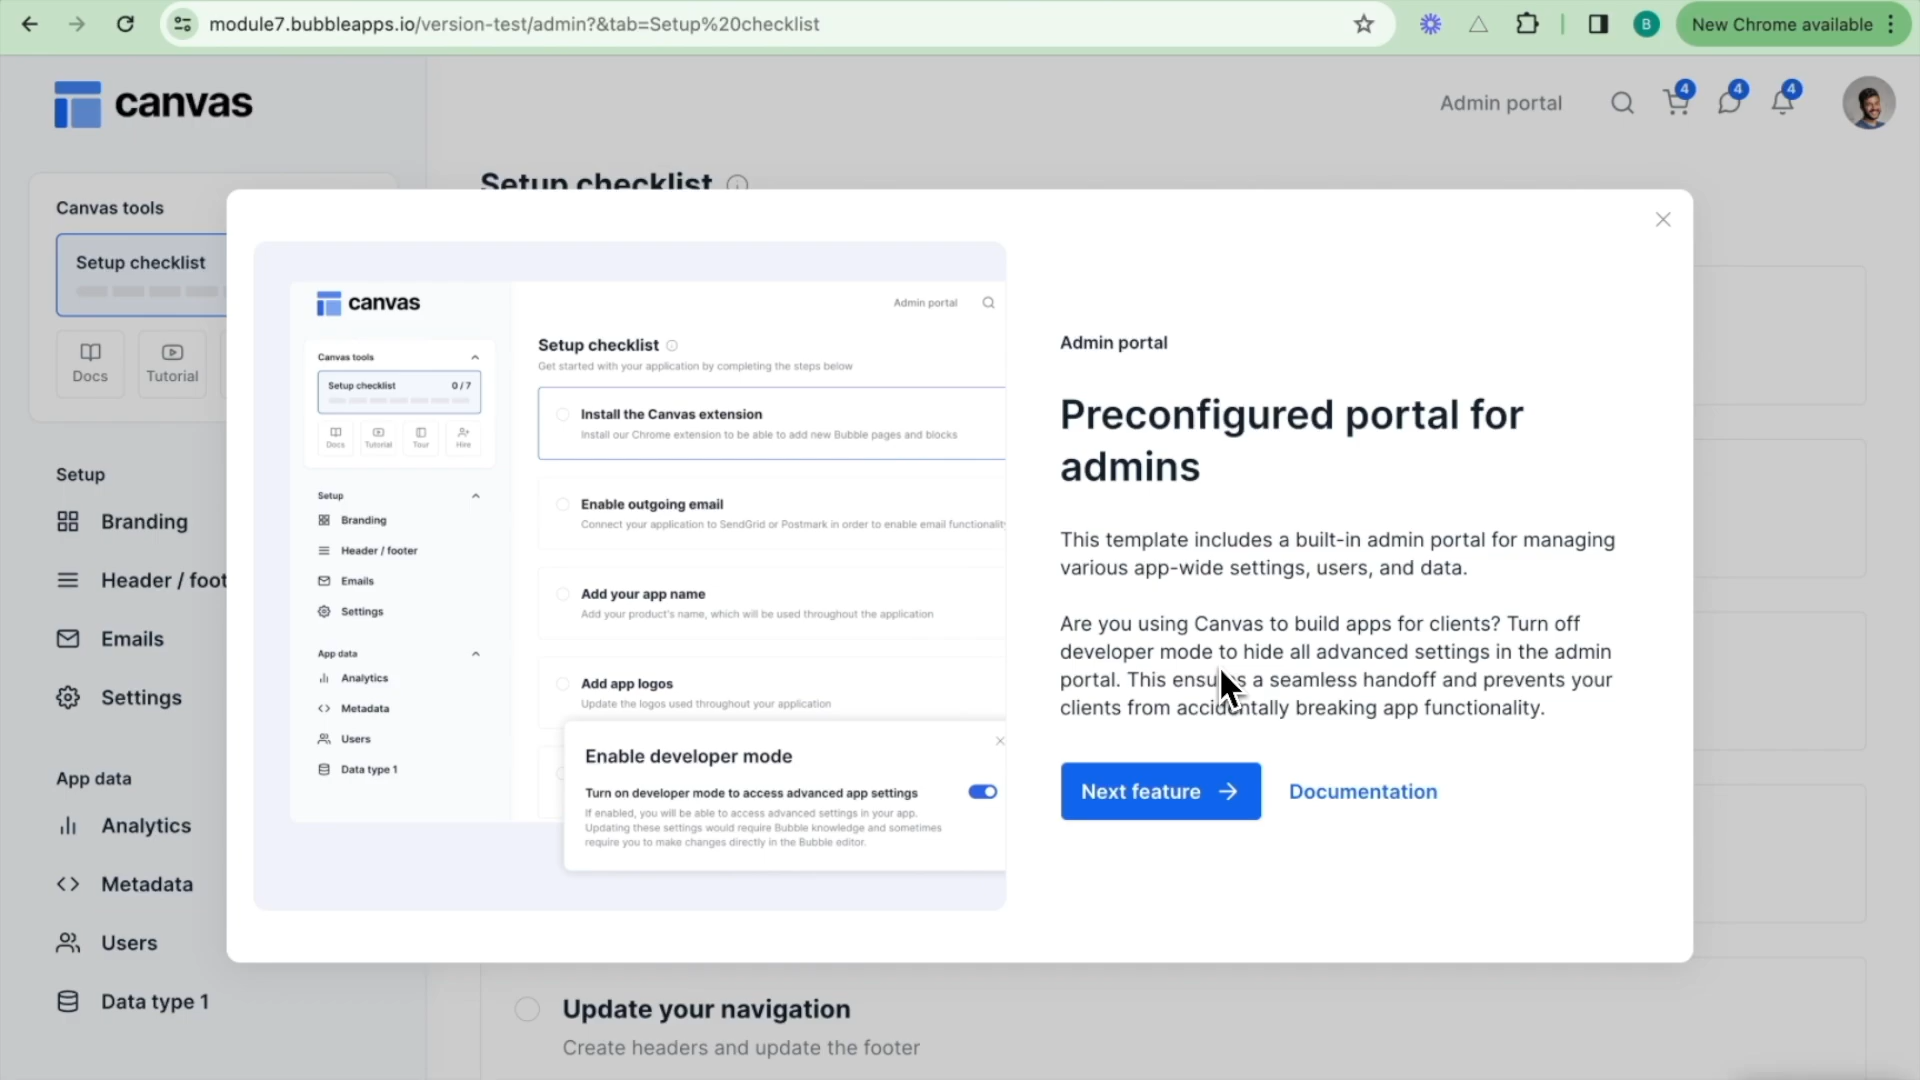 module7.bubbleapps.io/version-test/admin?&tab=Setup%20checklist
B
New Chrome available
canvas
Admin portal
4
4
4
Canvas tools
Setup checklist
Docs
Tutorial
Setup
Branding
Header / foot
Emails
Settings
App data
Analytics
Metadata
Users
Data type 1
Setup checklist
canvas
Admin portal
Canvas tools
Setup checklist 0 / 7
Docs
Tutorial
Tour
Hire
Setup
Branding
Header / footer
Emails
Settings
App data
Analytics
Metadata
Users
Data type 1
Setup checklist
Get started with your application by completing the steps below
Install the Canvas extension
Install our Chrome extension to be able to add new Bubble pages and blocks
Enable outgoing email
Connect your application to SendGrid or Postmark in order to enable email functionality
Add your app name
Add your product's name, which will be used throughout the application
Add app logos
Update the logos used throughout your application
Enable developer mode
Turn on developer mode to access advanced app settings
If enabled, you will be able to access advanced settings in your app.
Updating these settings would require Bubble knowledge and sometimes
require you to make changes directly in the Bubble editor.
Admin portal
Preconfigured portal for
admins
This template includes a built-in admin portal for managing
various app-wide settings, users, and data.
Are you using Canvas to build apps for clients? Turn off
developer mode to hide all advanced settings in the admin
portal. This ensures a seamless handoff and prevents your
clients from accidentally breaking app functionality.
Next feature
Documentation
Update your navigation
Create headers and update the footer